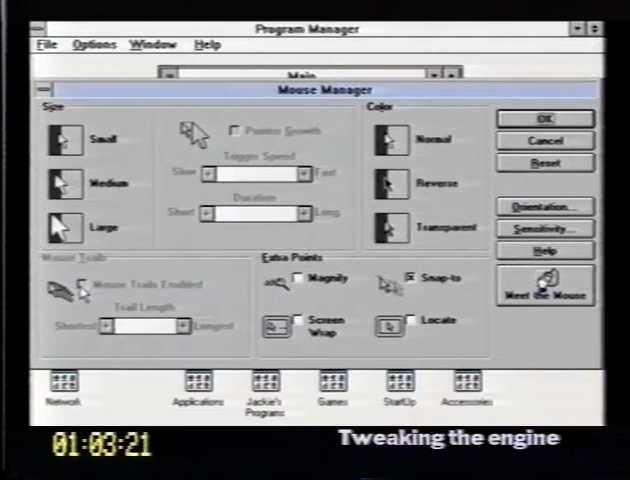 Program Manager
File Options Window Help
Main
Mouse Manager
Size
Small
Medium
Large
Pointer Growth
Trigger Speed
Slow Fast
Duration
Short Long
Color
Normal
Reverse
Transparent
OK
Cancel
Reset
Orientation...
Sensitivity...
Help
Meet the Mouse
Mouse Trails
Mouse Trails Enabled
Trail Length
Shortest Longest
Extra Points
Magnify
Snap-to
Screen
Wrap
Locate
Network
Applications
Jackie's
Programs
Games
StartUp
Accessories
01:03:21
Tweaking the engine